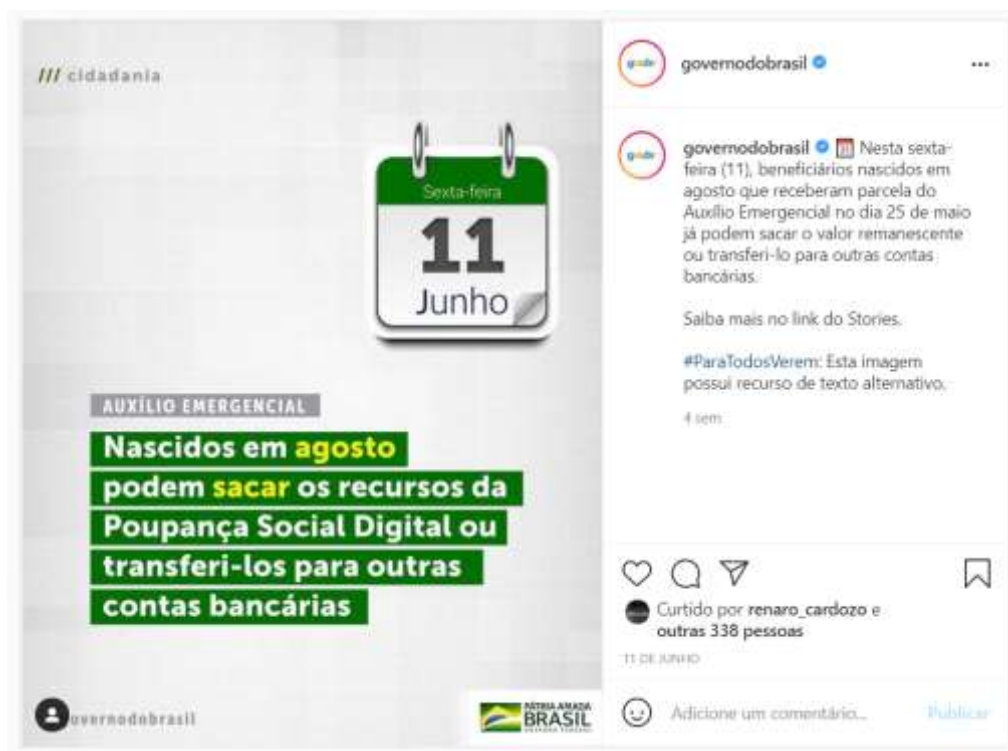 /// cidadania
Sexta-feira
11
Junho
AUXÍLIO EMERGENCIAL
Nascidos em agosto
podem sacar os recursos da
Poupança Social Digital ou
transferi-los para outras
contas bancárias
overnodobrasil
PÁTRIA AMADA
BRASIL
governodobrasil
governodobrasil Nesta sexta-
feira (11), beneficiários nascidos em
agosto que receberam parcela do
Auxílio Emergencial no dia 25 de maio
já podem sacar o valor remanescente
ou transferi-lo para outras contas
bancárias.
Saiba mais no link do Stories.
#ParaTodosVerem: Esta imagem
possui recurso de texto alternativo.
4 sem
Curtido por renaro_cardozo e
outras 338 pessoas
11 DE JUNHO
Adicione um comentário... Publicar